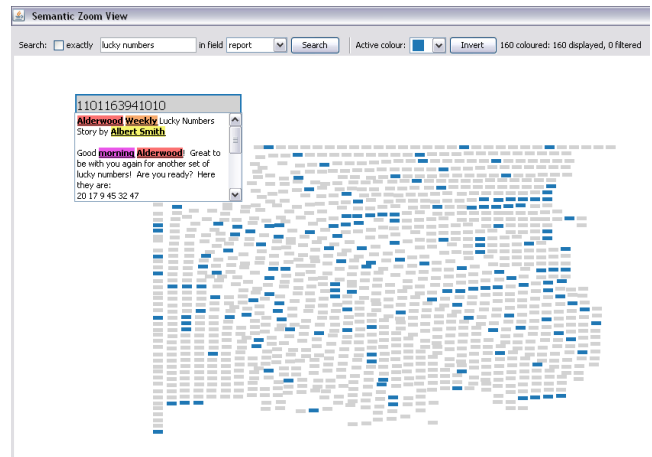 Semantic Zoom View
Search: exactly lucky numbers in field report Search Active colour: Invert 160 coloured: 160 displayed, 0 filtered
1101163941010
Alderwood Weekly Lucky Numbers
Story by Albert Smith
Good morning Alderwood! Great to
be with you again for another set of
lucky numbers! Are you ready? Here
they are:
20 17 9 45 32 47